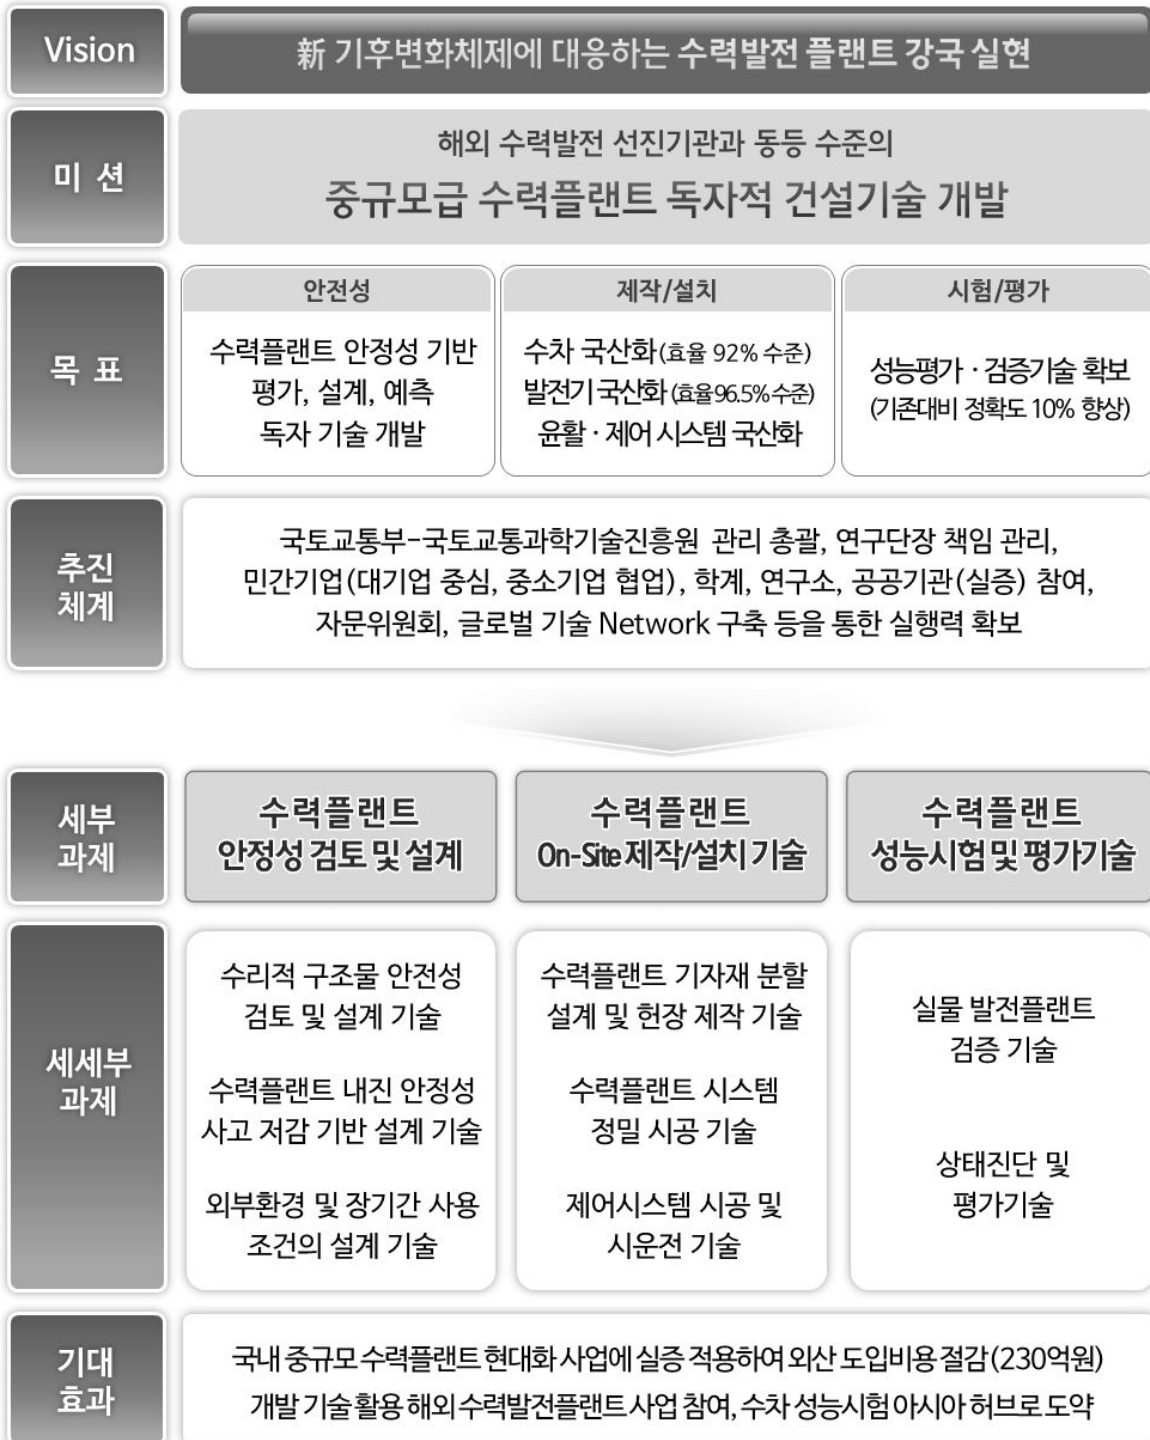 Vision
新 기후변화체제에 대응하는 수력발전 플랜트 강국 실현
미 션
해외 수력발전 선진기관과 동등 수준의
중규모급 수력플랜트 독자적 건설기술 개발
목 표
안전성
수력플랜트 안정성 기반
평가, 설계, 예측
독자 기술 개발
제작/설치
수차 국산화(효율 92% 수준)
발전기 국산화(효율96.5%수준)
윤활 · 제어 시스템 국산화
시험/평가
성능평가 · 검증기술 확보
(기존대비 정확도 10% 향상)
추진
체계
국토교통부-국토교통과학기술진흥원 관리 총괄, 연구단장 책임 관리,
민간기업(대기업 중심, 중소기업 협업), 학계, 연구소, 공공기관(실증) 참여,
자문위원회, 글로벌 기술 Network 구축 등을 통한 실행력 확보
세부
과제
수력플랜트
안정성 검토 및 설계
수력플랜트
On-Site 제작/설치 기술
수력플랜트
성능시험 및 평가기술
세세부
과제
수리적 구조물 안전성
검토 및 설계 기술
수력플랜트 내진 안정성
사고 저감 기반 설계 기술
외부환경 및 장기간 사용
조건의 설계 기술
수력플랜트 기자재 분할
설계 및 헌장 제작 기술
수력플랜트 시스템
정밀 시공 기술
제어시스템 시공 및
시운전 기술
실물 발전플랜트
검증 기술
상태진단 및
평가기술
기대
효과
국내 중규모 수력플랜트 현대화 사업에 실증 적용하여 외산 도입비용 절감(230억원)
개발 기술 활용 해외 수력발전플랜트 사업 참여, 수차 성능시험 아시아 허브로 도약